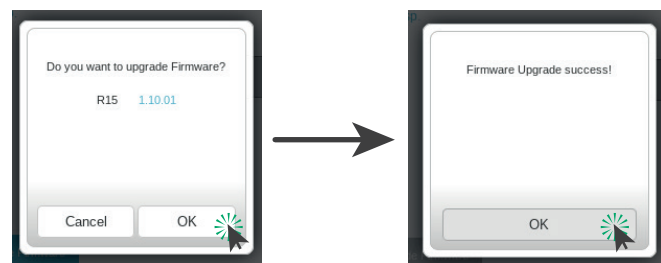 Do you want to upgrade Firmware?
R15 1.10.01
Cancel OK
Firmware Upgrade success!
OK